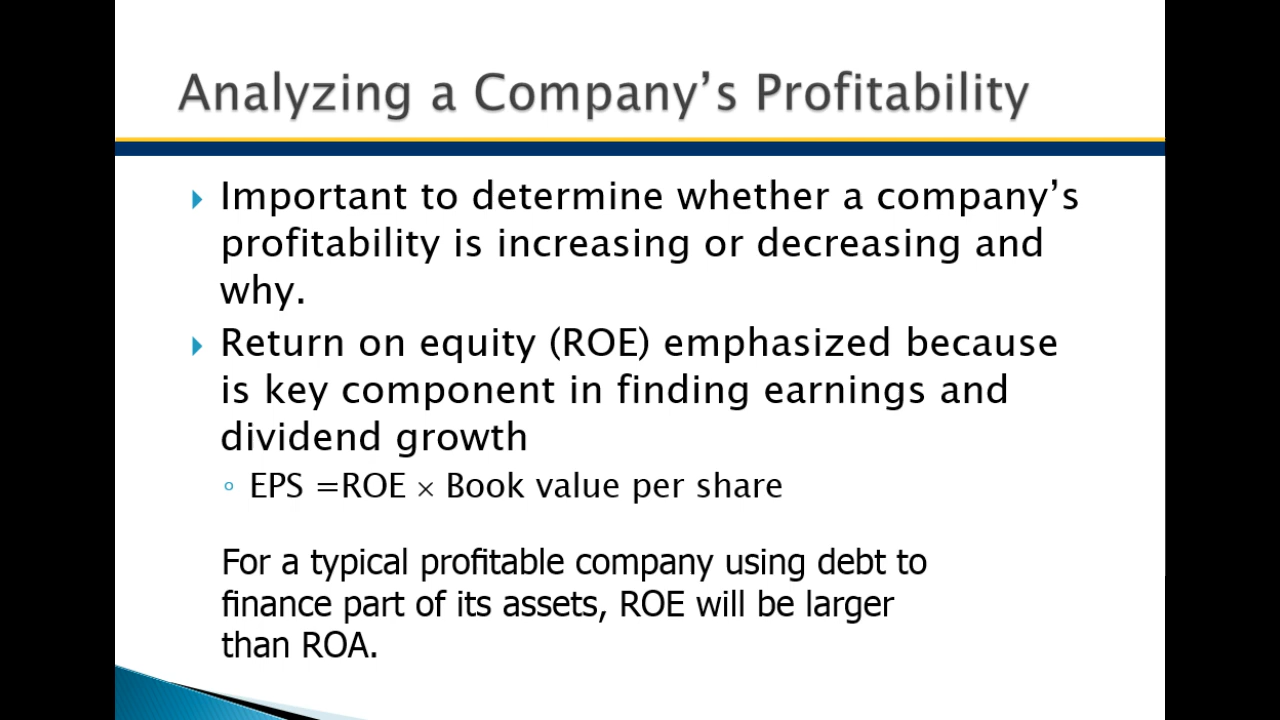 Analyzing a Company’s Profitability
Important to determine whether a company’s
profitability is increasing or decreasing and
why.
Return on equity (ROE) emphasized because
is key component in finding earnings and
dividend growth
EPS =ROE × Book value per share
For a typical profitable company using debt to
finance part of its assets, ROE will be larger
than ROA.